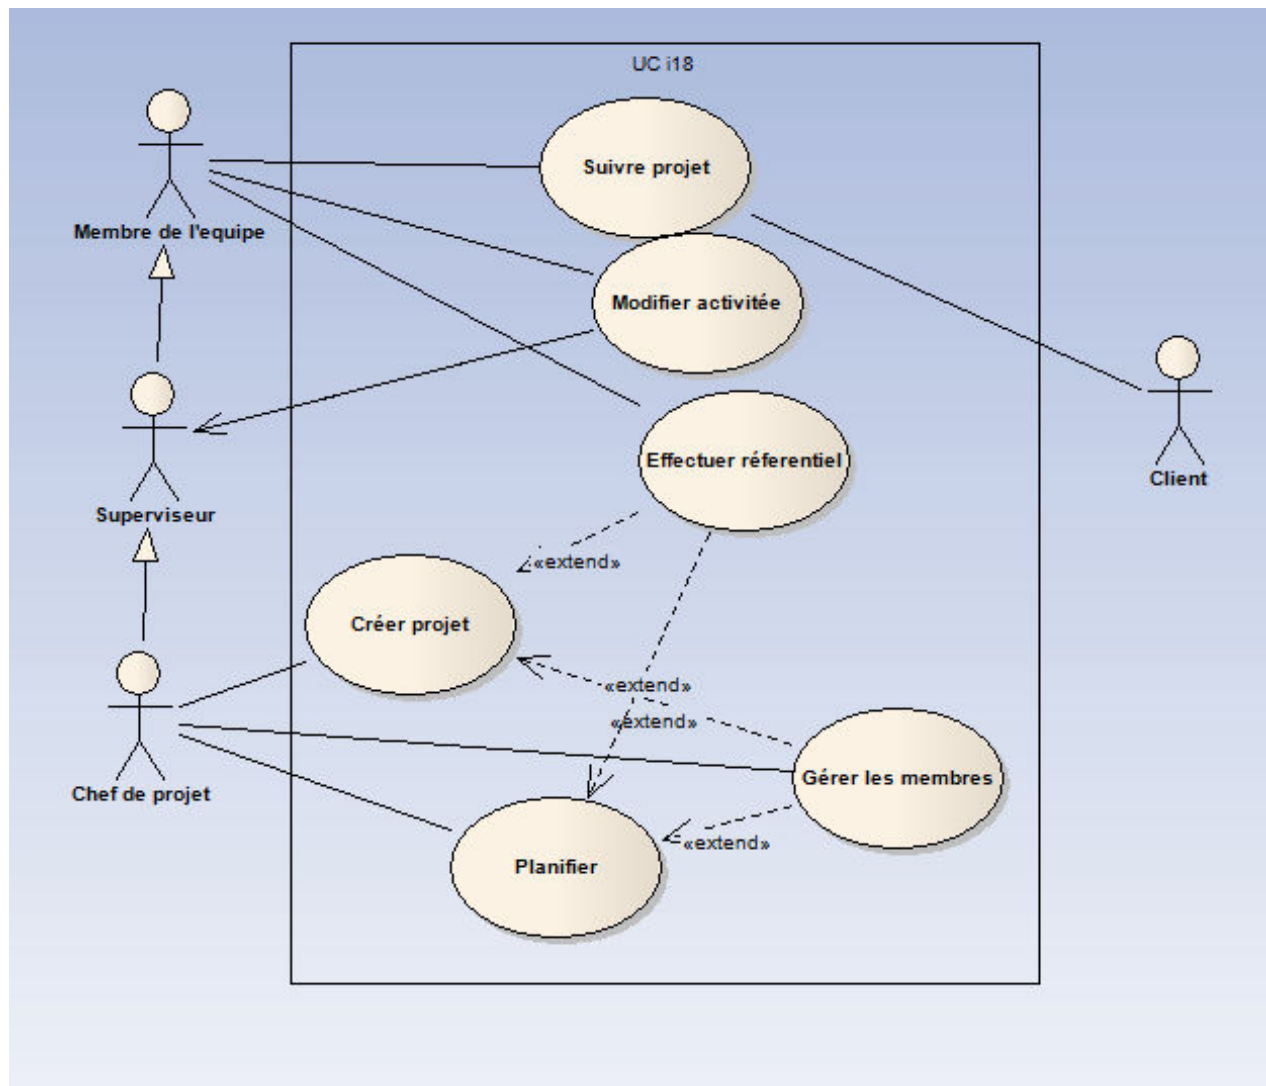 UC i18
Suivre projet
Membre de l'equipe
Modifier activitée
Effectuer réferentiel
Client
Superviseur
«extend»
Créer projet
«extend»
«extend»
Gérer les membres
Chef de projet
«extend»
Planifier